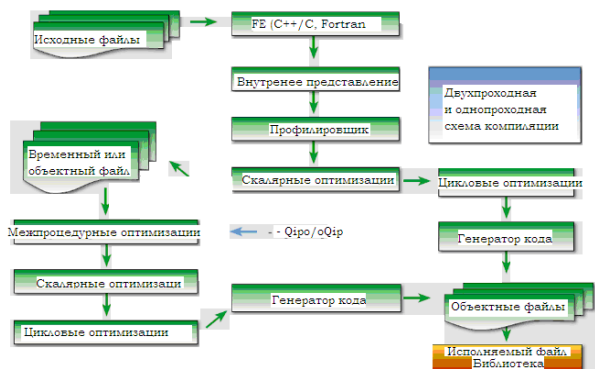 Исходные файлы
FE (C++/C, Fortran
Внутренее представление
Профилировщик
Скалярные оптимизации
Цикловые оптимизации
Генератор кода
Двухпроходная
и однопроходная
схема компиляции
Временный или
объектный файл
Межпроцедурные оптимизации
- - Qipo/oQip
Скалярные оптимизаци
Цикловые оптимизации
Генератор кода
Объектные файлы
Исполняемый файл
Библиотека